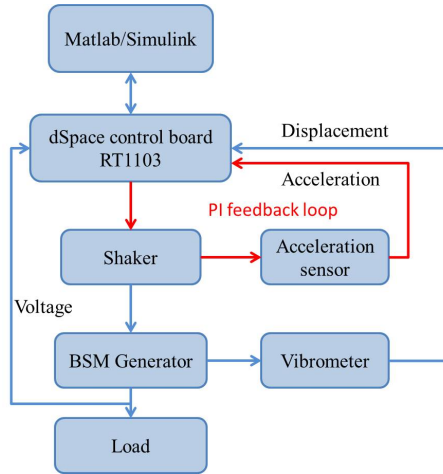 Matlab/Simulink
dSpace control board
RT1103
Displacement
Acceleration
PI feedback loop
Shaker
Acceleration
sensor
Voltage
BSM Generator
Vibrometer
Load